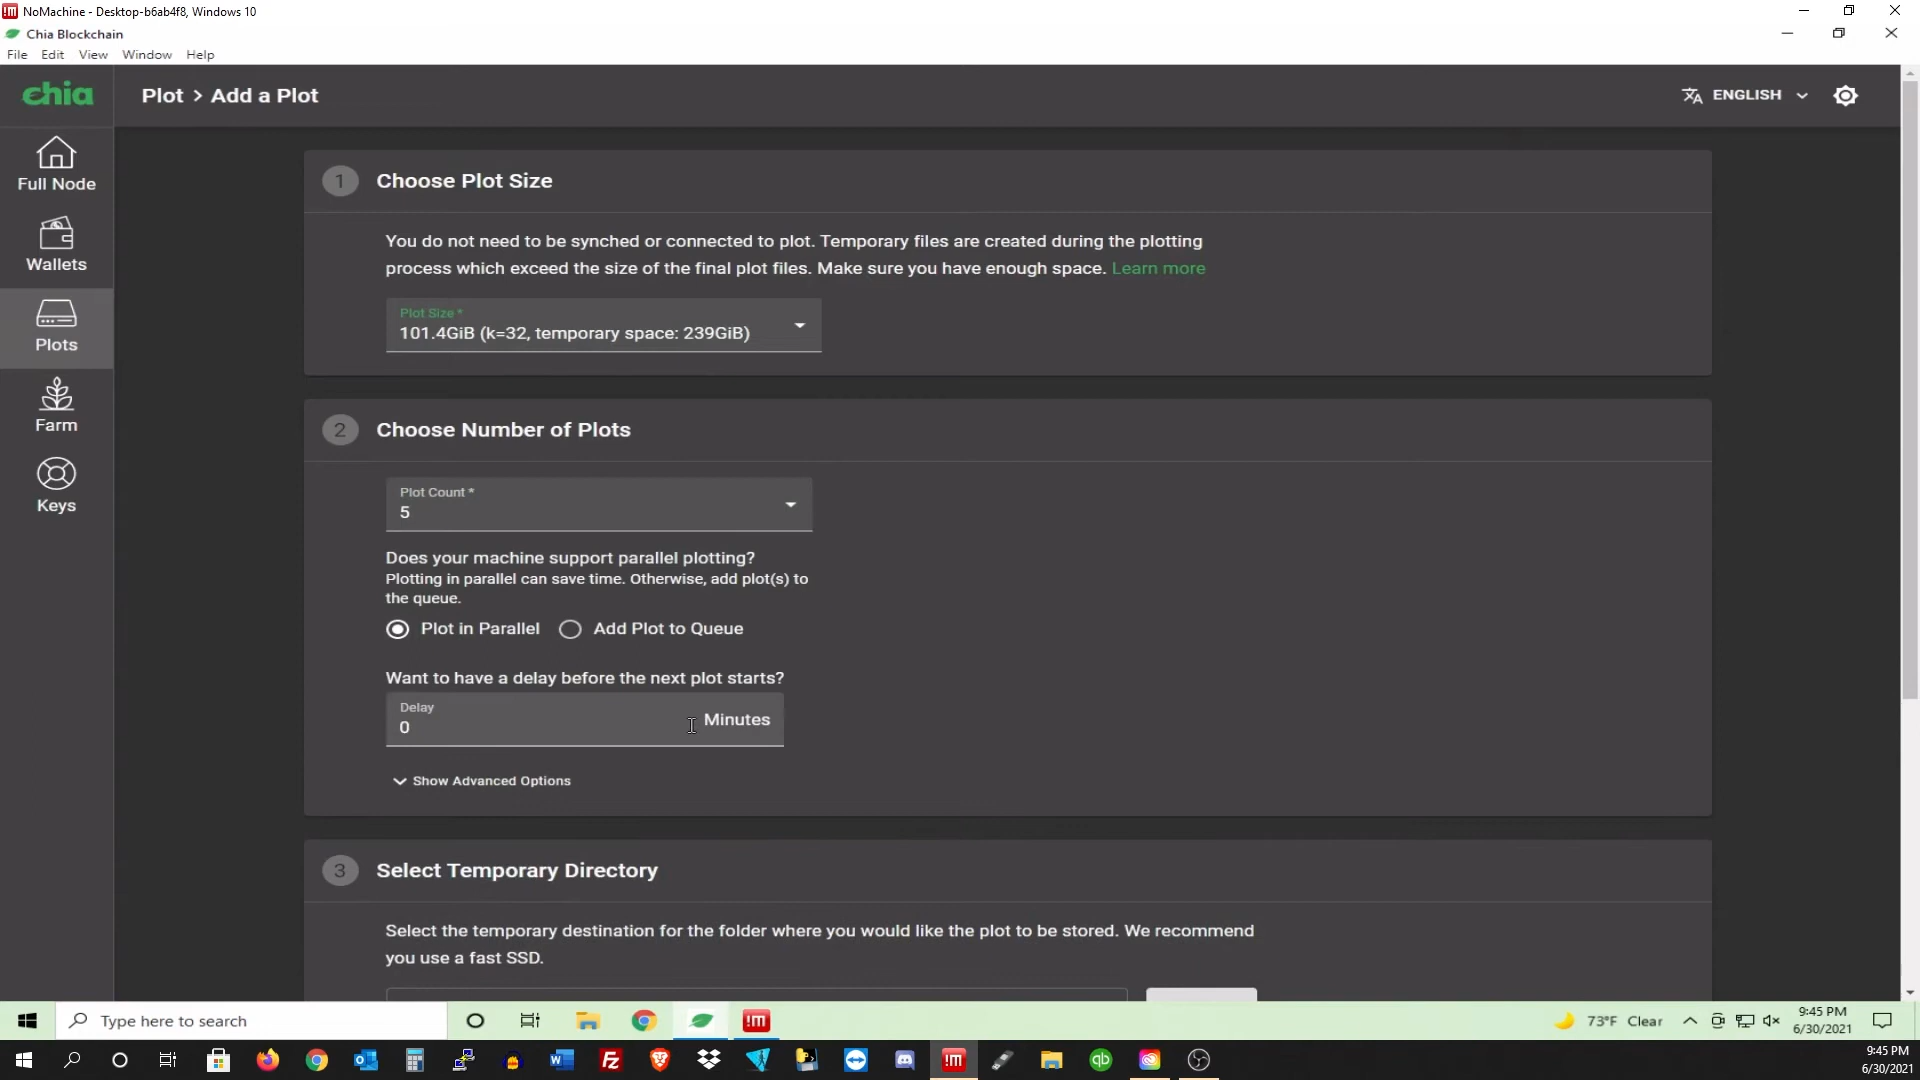 NoMachine - Desktop-b6ab4f8, Windows 10
Chia Blockchain
File Edit View Window Help
chia
Plot > Add a Plot
ENGLISH
Full Node
Wallets
Plots
Farm
Keys
1 Choose Plot Size
You do not need to be synched or connected to plot. Temporary files are created during the plotting
process which exceed the size of the final plot files. Make sure you have enough space. Learn more
Plot Size *
101.4GiB (k=32, temporary space: 239GiB)
2 Choose Number of Plots
Plot Count *
5
Does your machine support parallel plotting?
Plotting in parallel can save time. Otherwise, add plot(s) to
the queue.
Plot in Parallel Add Plot to Queue
Want to have a delay before the next plot starts?
Delay
0
Minutes
Show Advanced Options
3 Select Temporary Directory
Select the temporary destination for the folder where you would like the plot to be stored. We recommend
you use a fast SSD.
Type here to search
73°F Clear
9:45 PM
6/30/2021
9:45 PM
6/30/2021